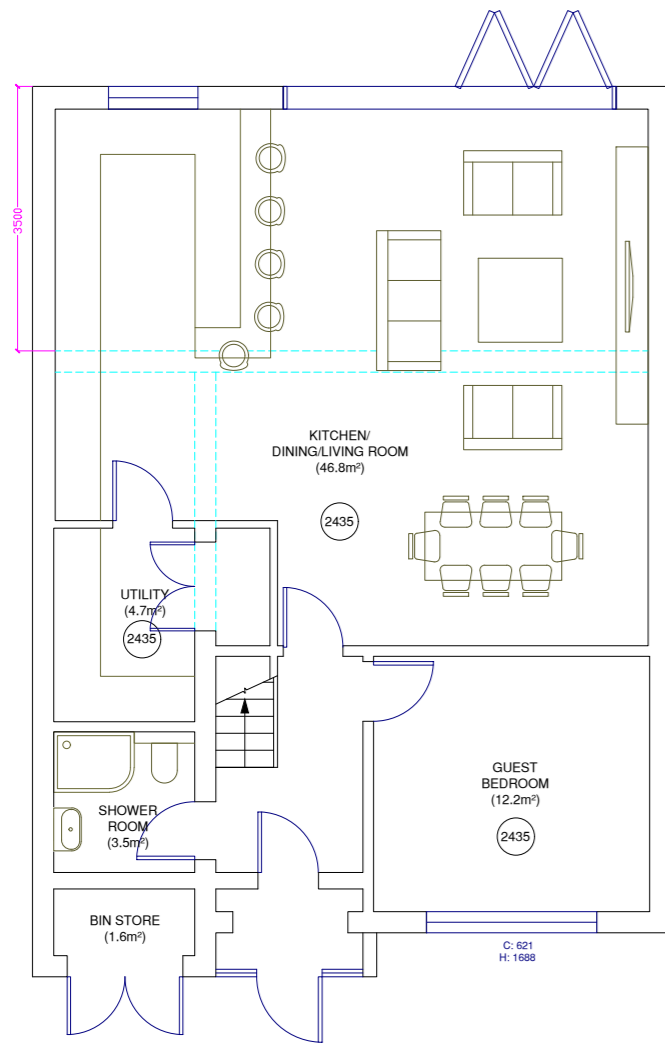 3500
KITCHEN/
DINING/LIVING ROOM
(46.8m²)
2435
UTILITY
(4.7m²)
2435
GUEST
BEDROOM
(12.2m²)
2435
SHOWER
ROOM
(3.5m²)
BIN STORE
(1.6m²)
C: 621
H: 1688